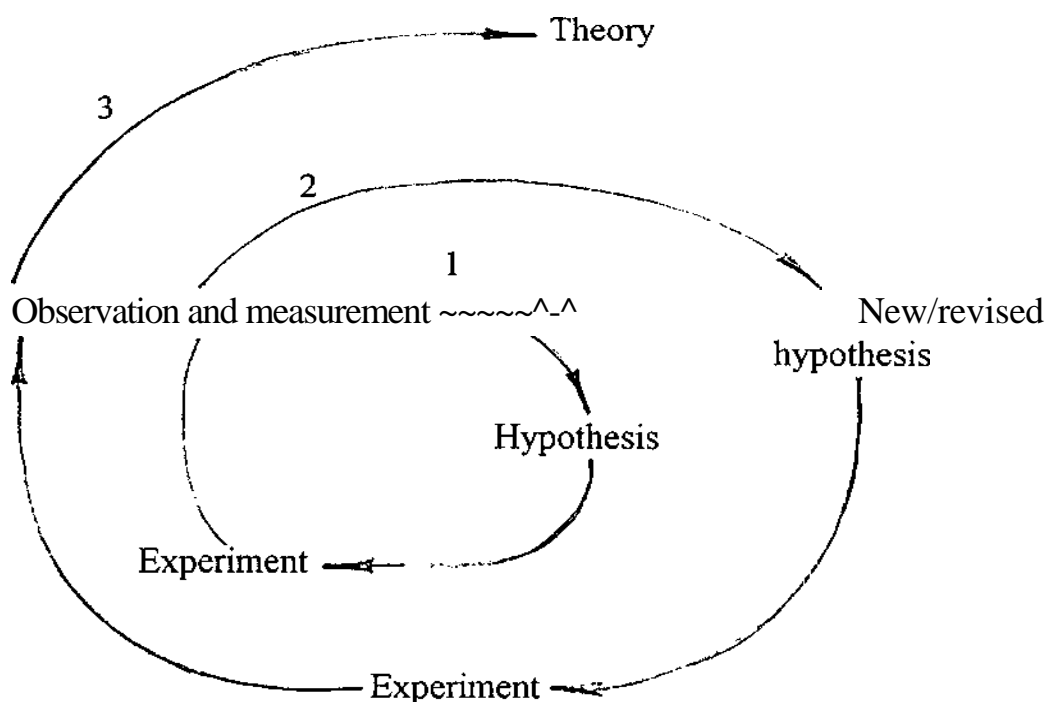 Theory
3
2
1
Observation and measurement ~~~~~^-^
New/revised
hypothesis
Hypothesis
Experiment
Experiment